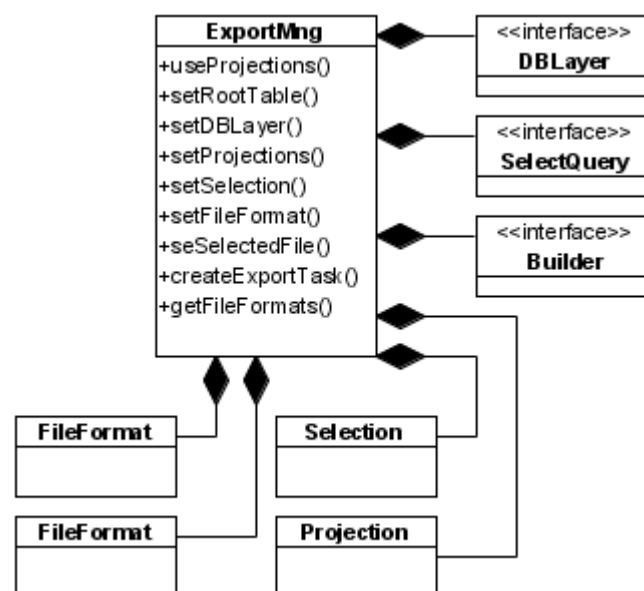 ExportMng
+useProjections()
+setRootTable()
+setDBLayer()
+setProjections()
+setSelection()
+setFileFormat()
+seSelectedFile()
+createExportTask()
+getFileFormats()
<<interface>>
DBLayer
<<interface>>
SelectQuery
<<interface>>
Builder
FileFormat
Selection
FileFormat
Projection